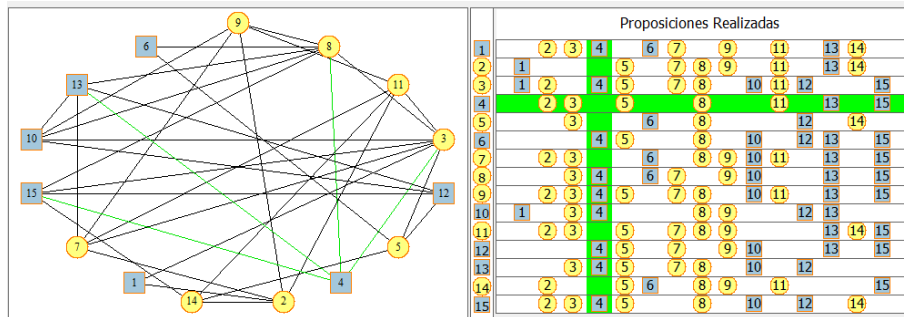 Proposiciones Realizadas
9
6
8
13
11
10
3
15
12
7
5
1
4
14
2
1 2 3 4 6 7 9 11 13 14
2 1 5 7 8 9 11 13 14
3 1 2 4 5 7 8 10 11 12 15
4 2 3 5 8 11 13 15
5 3 6 8 12 14
6 4 5 8 10 12 13 15
7 2 3 6 8 9 10 11 13 15
8 3 4 6 7 9 10 13 15
9 2 3 4 5 7 8 10 11 13 15
10 1 3 4 8 9 12 13
11 2 3 5 7 8 9 13 14 15
12 4 5 7 9 10 13 15
13 3 4 5 7 8 10 12
14 2 4 5 6 8 9 11 15
15 2 3 4 5 8 10 12 14